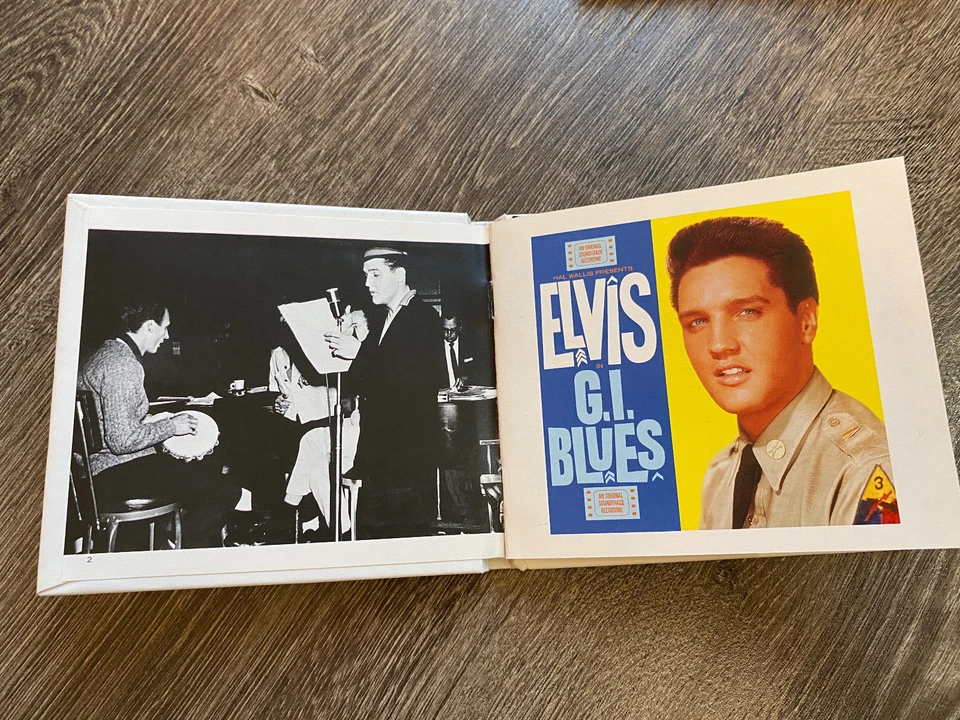 2
AN ORIGINAL
SOUNDTRACK
RECORDING
HAL WALLIS PRESENTS
ELVIS
IN
G.I.
BLUES
AN ORIGINAL
SOUNDTRACK
RECORDING
3